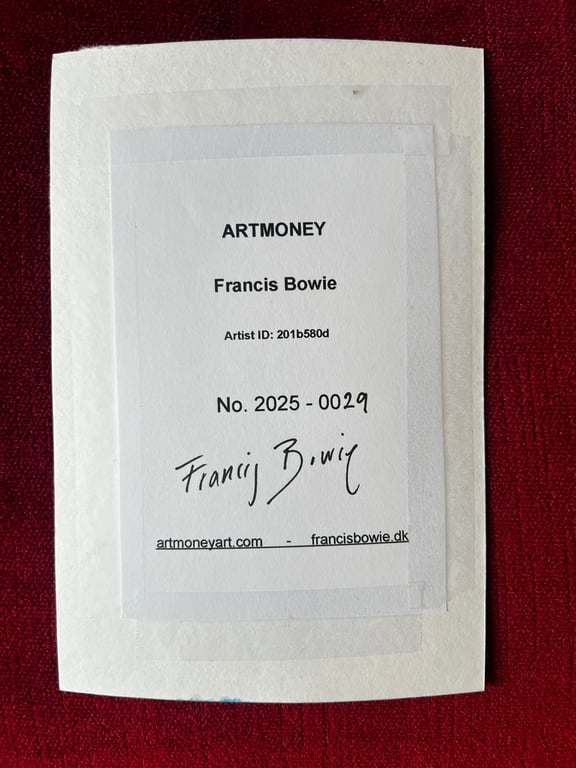 ARTMONEY
Francis Bowie
Artist ID: 201b580d
No. 2025 - 0029
Francis Bowie
artmoneyart.com - francisbowie.dk